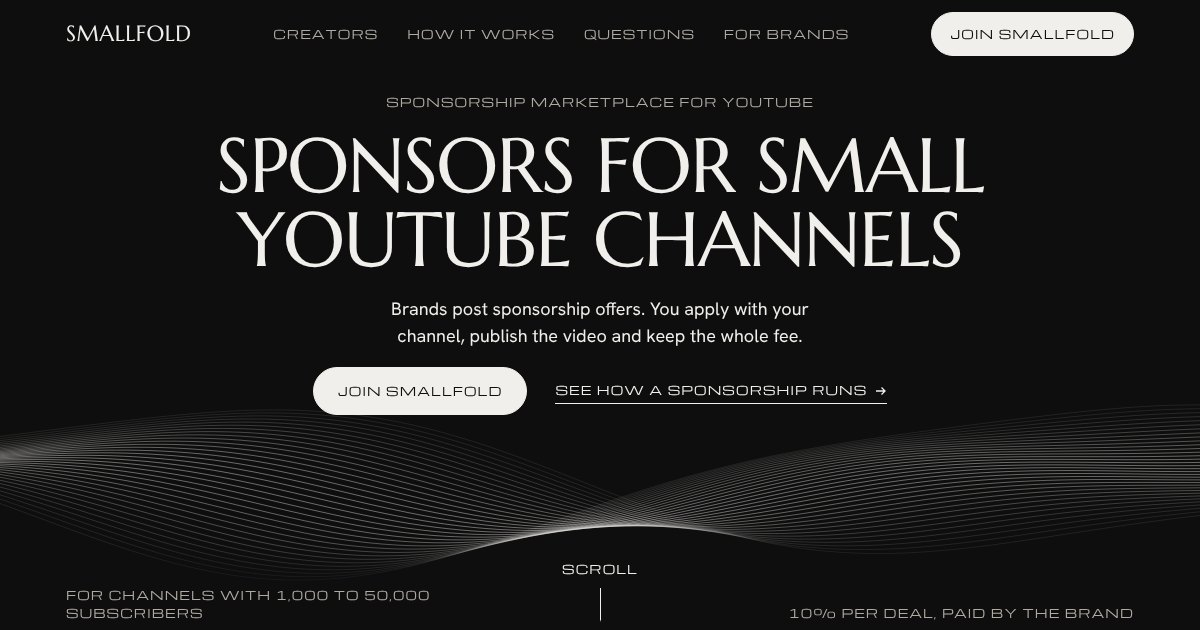 SMALLFOLD
CREATORS
HOW IT WORKS
QUESTIONS
FOR BRANDS
JOIN SMALLFOLD
SPONSORSHIP MARKETPLACE FOR YOUTUBE
SPONSORS FOR SMALL
YOUTUBE CHANNELS
Brands post sponsorship offers. You apply with your
channel, publish the video and keep the whole fee.
JOIN SMALLFOLD
SEE HOW A SPONSORSHIP RUNS →
SCROLL
FOR CHANNELS WITH 1,000 TO 50,000
SUBSCRIBERS
10% PER DEAL, PAID BY THE BRAND